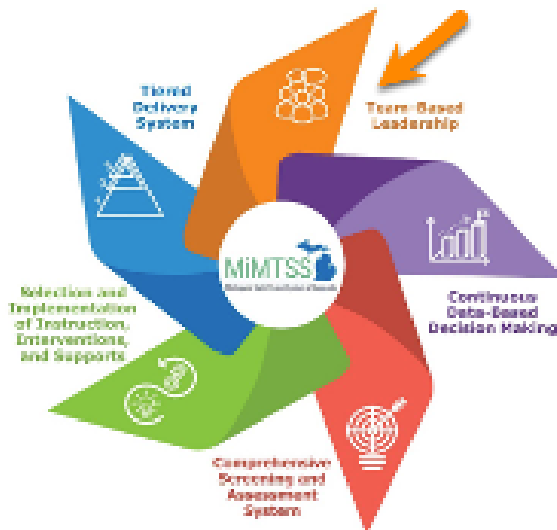 Tiered
Delivery
System
Team-Based
Leadership
MiMTSS
Continuous
Data-Based
Decision Making
Comprehensive
Screening and
Assessment
System
Selection and
Implementation
of Instruction,
Interventions,
and Supports